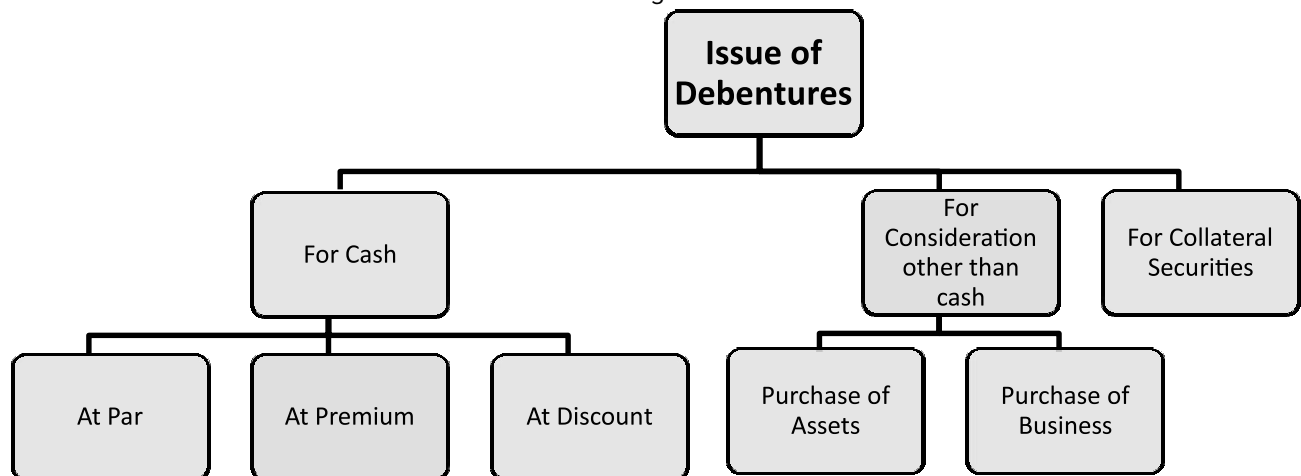 Issue of
Debentures
For Cash
For
Consideration
other than
cash
For Collateral
Securities
At Par
At Premium
At Discount
Purchase of
Assets
Purchase of
Business